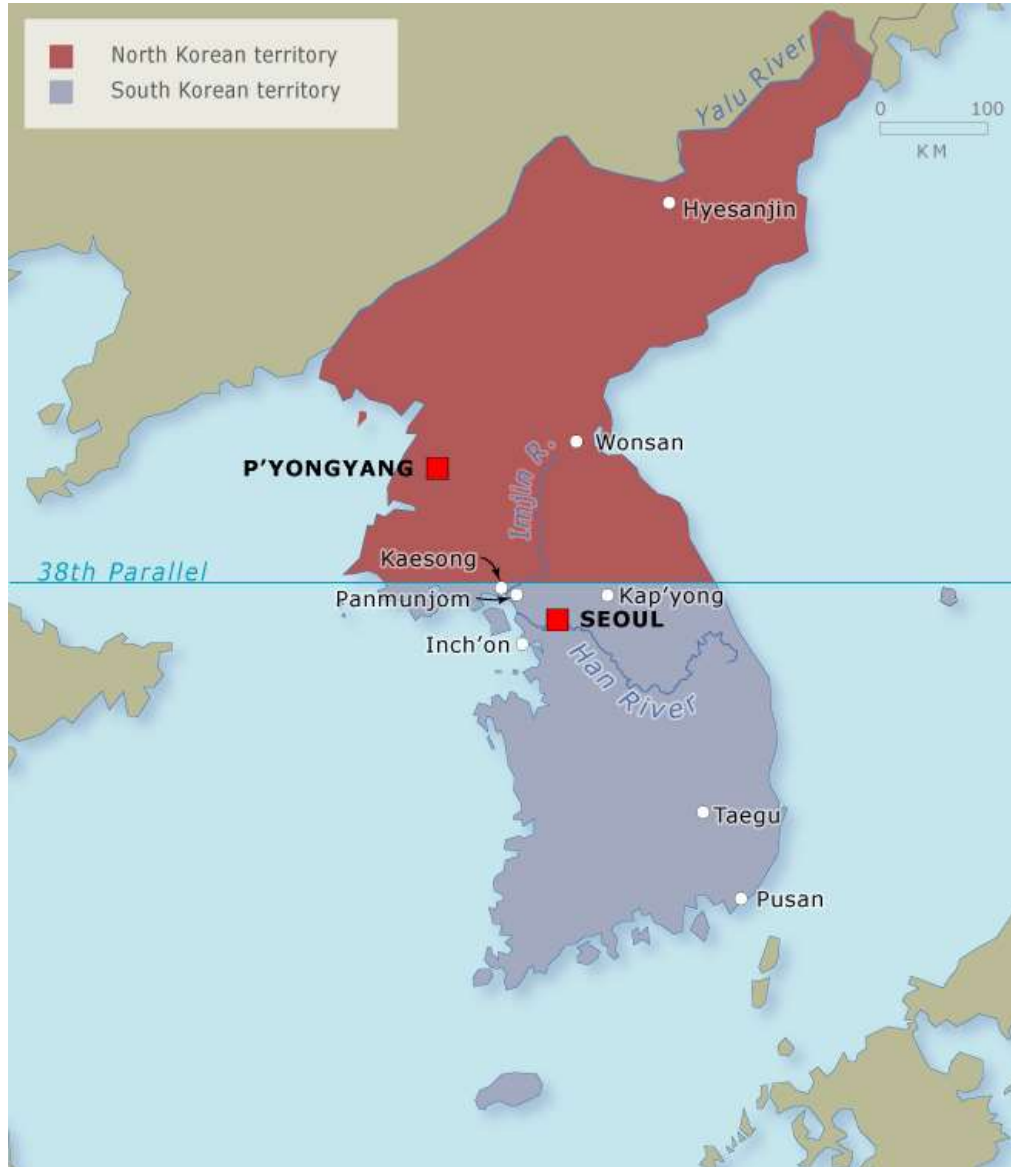 North Korean territory
South Korean territory
Yalu River
0 100
KM
Hyesanjin
Wonsan
Imjin R.
P'YONGYANG
38th Parallel
Kaesong
Panmunjom
Kap'yong
SEOUL
Inch'on
Han River
Taegu
Pusan